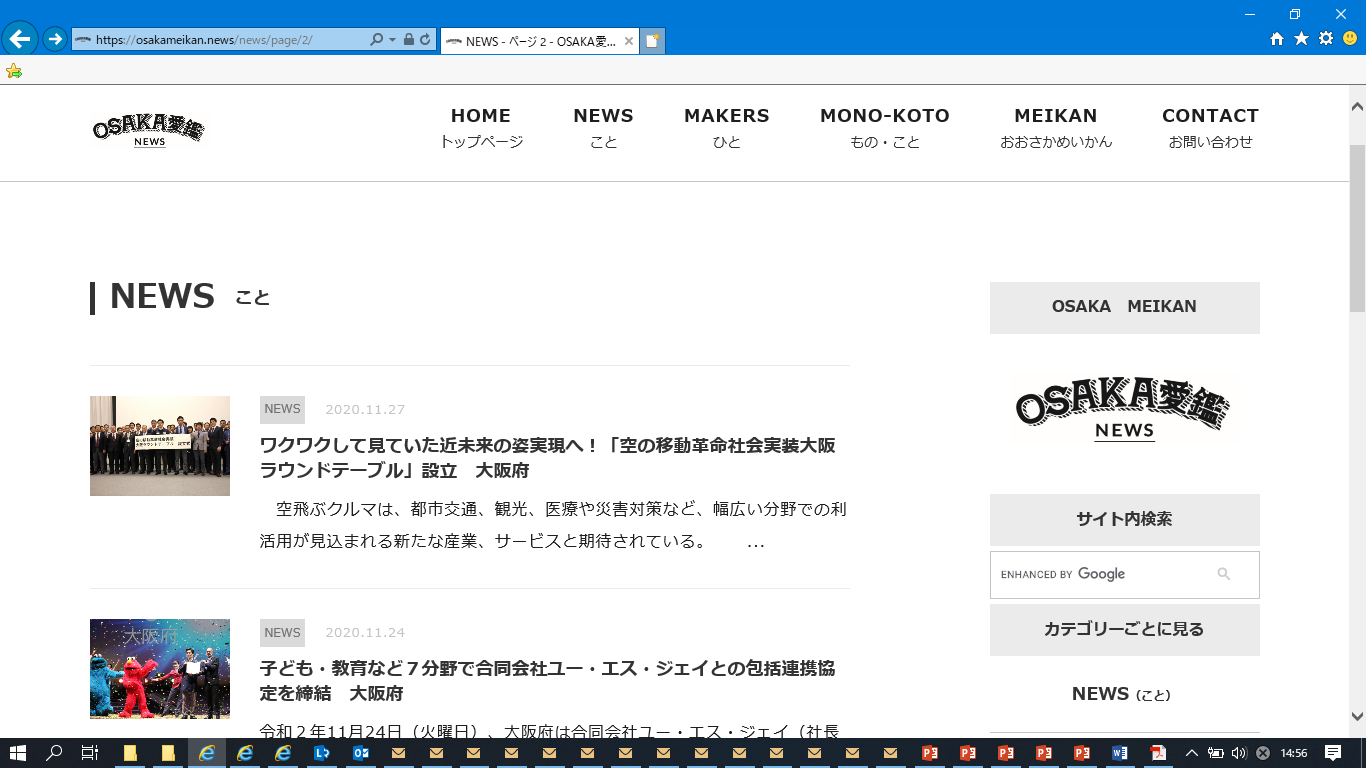 https://osakameikan.news/news/page/2/
NEWS - ページ 2 - OSAKA愛...
OSAKA愛鑑
NEWS
HOME
トップページ
NEWS
こと
MAKERS
ひと
MONO-KOTO
もの・こと
MEIKAN
おおさかめいかん
CONTACT
お問い合わせ
NEWS こと
NEWS 2020.11.27
ワクワクして見ていた近未来の姿実現へ！「空の移動革命社会実装大阪
ラウンドテーブル」設立　大阪府
空飛ぶクルマは、都市交通、観光、医療や災害対策など、幅広い分野での利
活用が見込まれる新たな産業、サービスと期待されている。　　...
大阪府
NEWS 2020.11.24
子ども・教育など７分野で合同会社ユー・エス・ジェイとの包括連携協
定を締結　大阪府
令和２年11月24日（火曜日）、大阪府は合同会社ユー・エス・ジェイ（社長
OSAKA　MEIKAN
OSAKA愛鑑
NEWS
サイト内検索
ENHANCED BY Google
カテゴリーごとに見る
NEWS（こと）
14:56